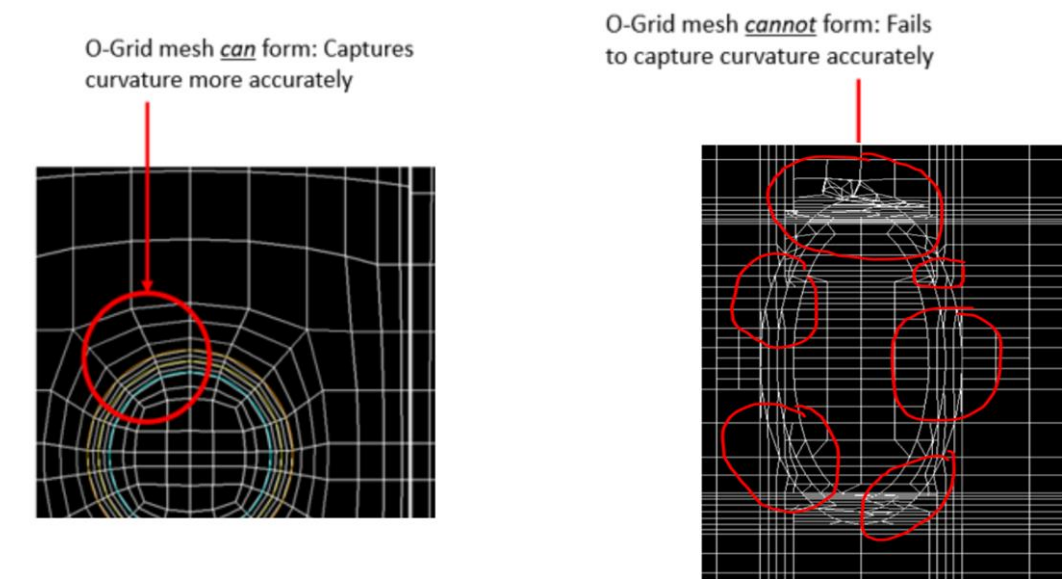 O-Grid mesh can form: Captures
curvature more accurately
O-Grid mesh cannot form: Fails
to capture curvature accurately